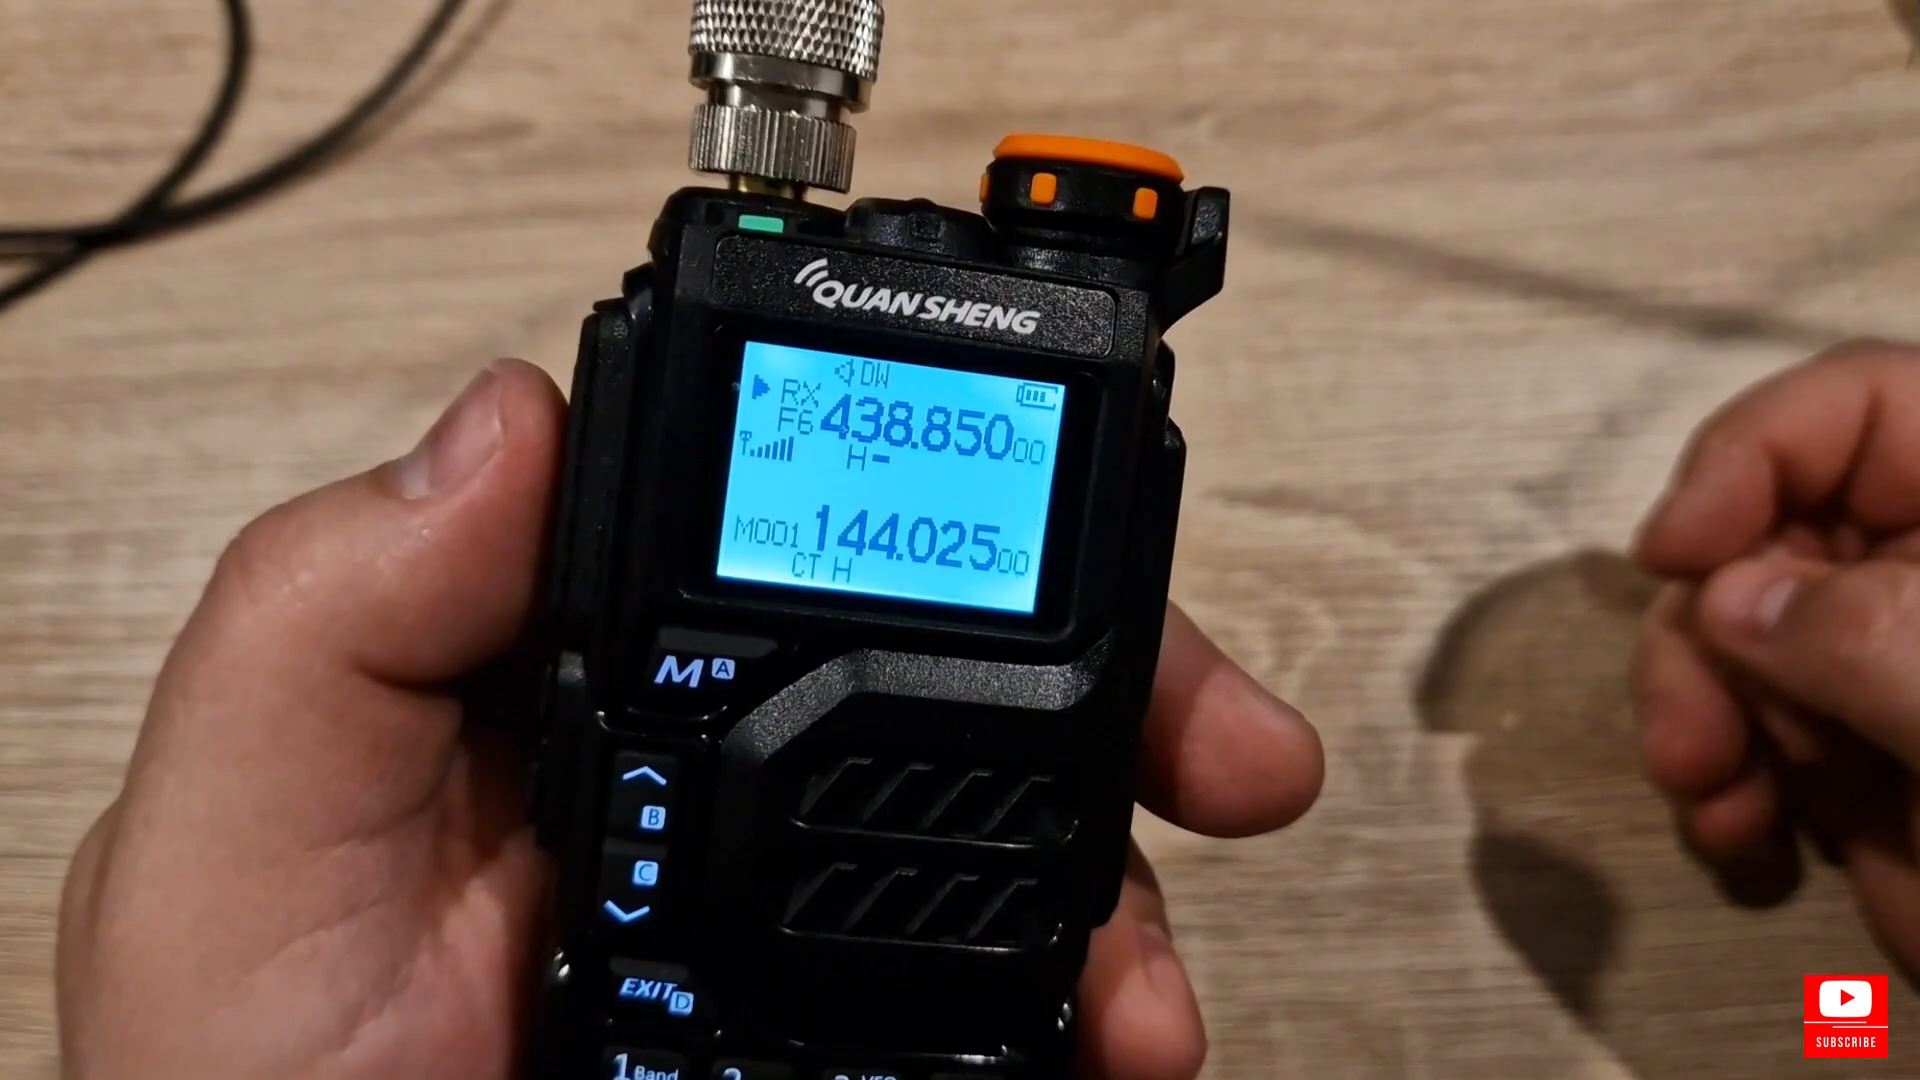 QUANSHENG
DW
RX
F6 438.85000
H-
M001 144.02500
CT H
M A
B
C
EXIT D
1 Band
SUBSCRIBE